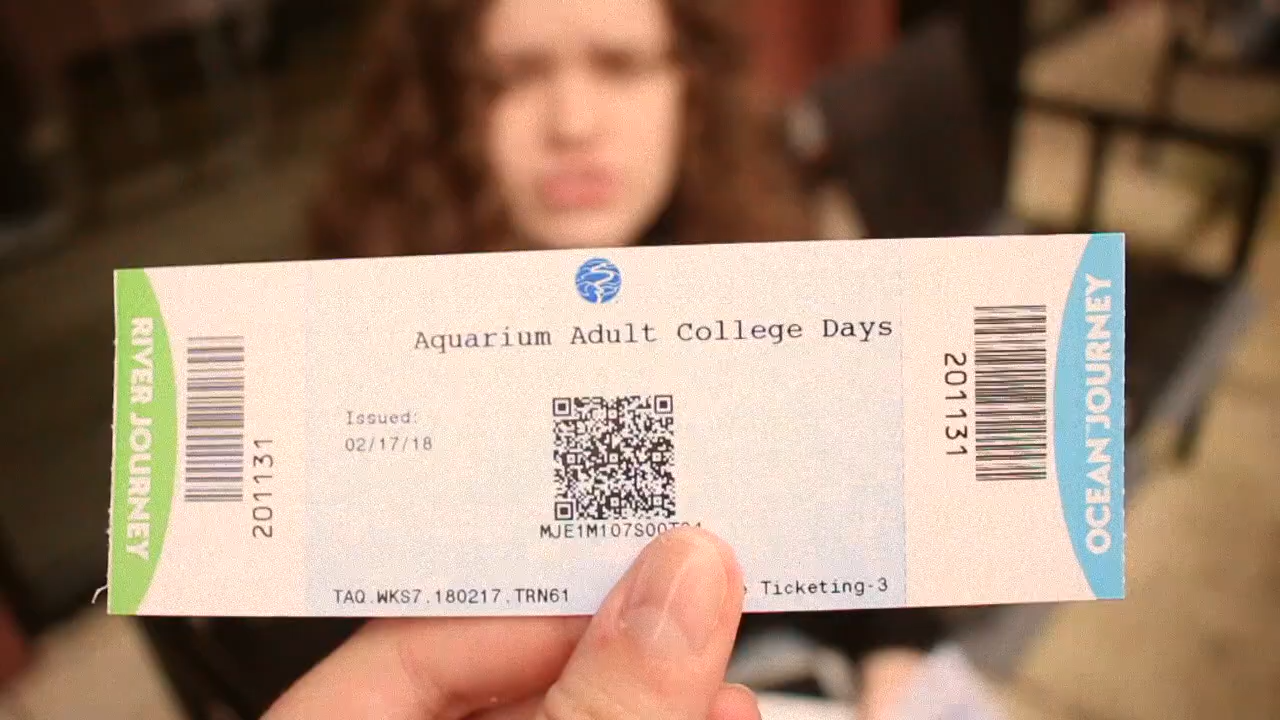 RIVER JOURNEY
201131
Aquarium Adult College Days
Issued:
02/17/18
TAQ.WKS7.180217.TRN61
Ticketing-3
201131
OCEAN JOURNEY